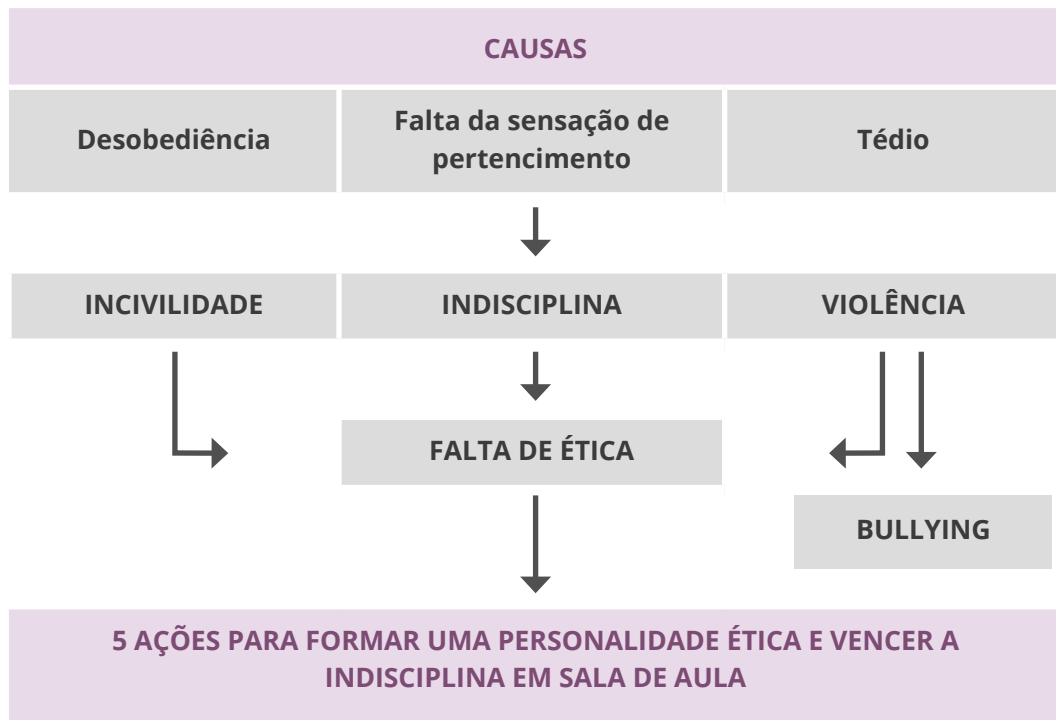 CAUSAS
Desobediência
Falta da sensação de
pertencimento
Tédio
INCIVILIDADE
INDISCIPLINA
VIOLÊNCIA
FALTA DE ÉTICA
BULLYING
5 AÇÕES PARA FORMAR UMA PERSONALIDADE ÉTICA E VENCER A
INDISCIPLINA EM SALA DE AULA